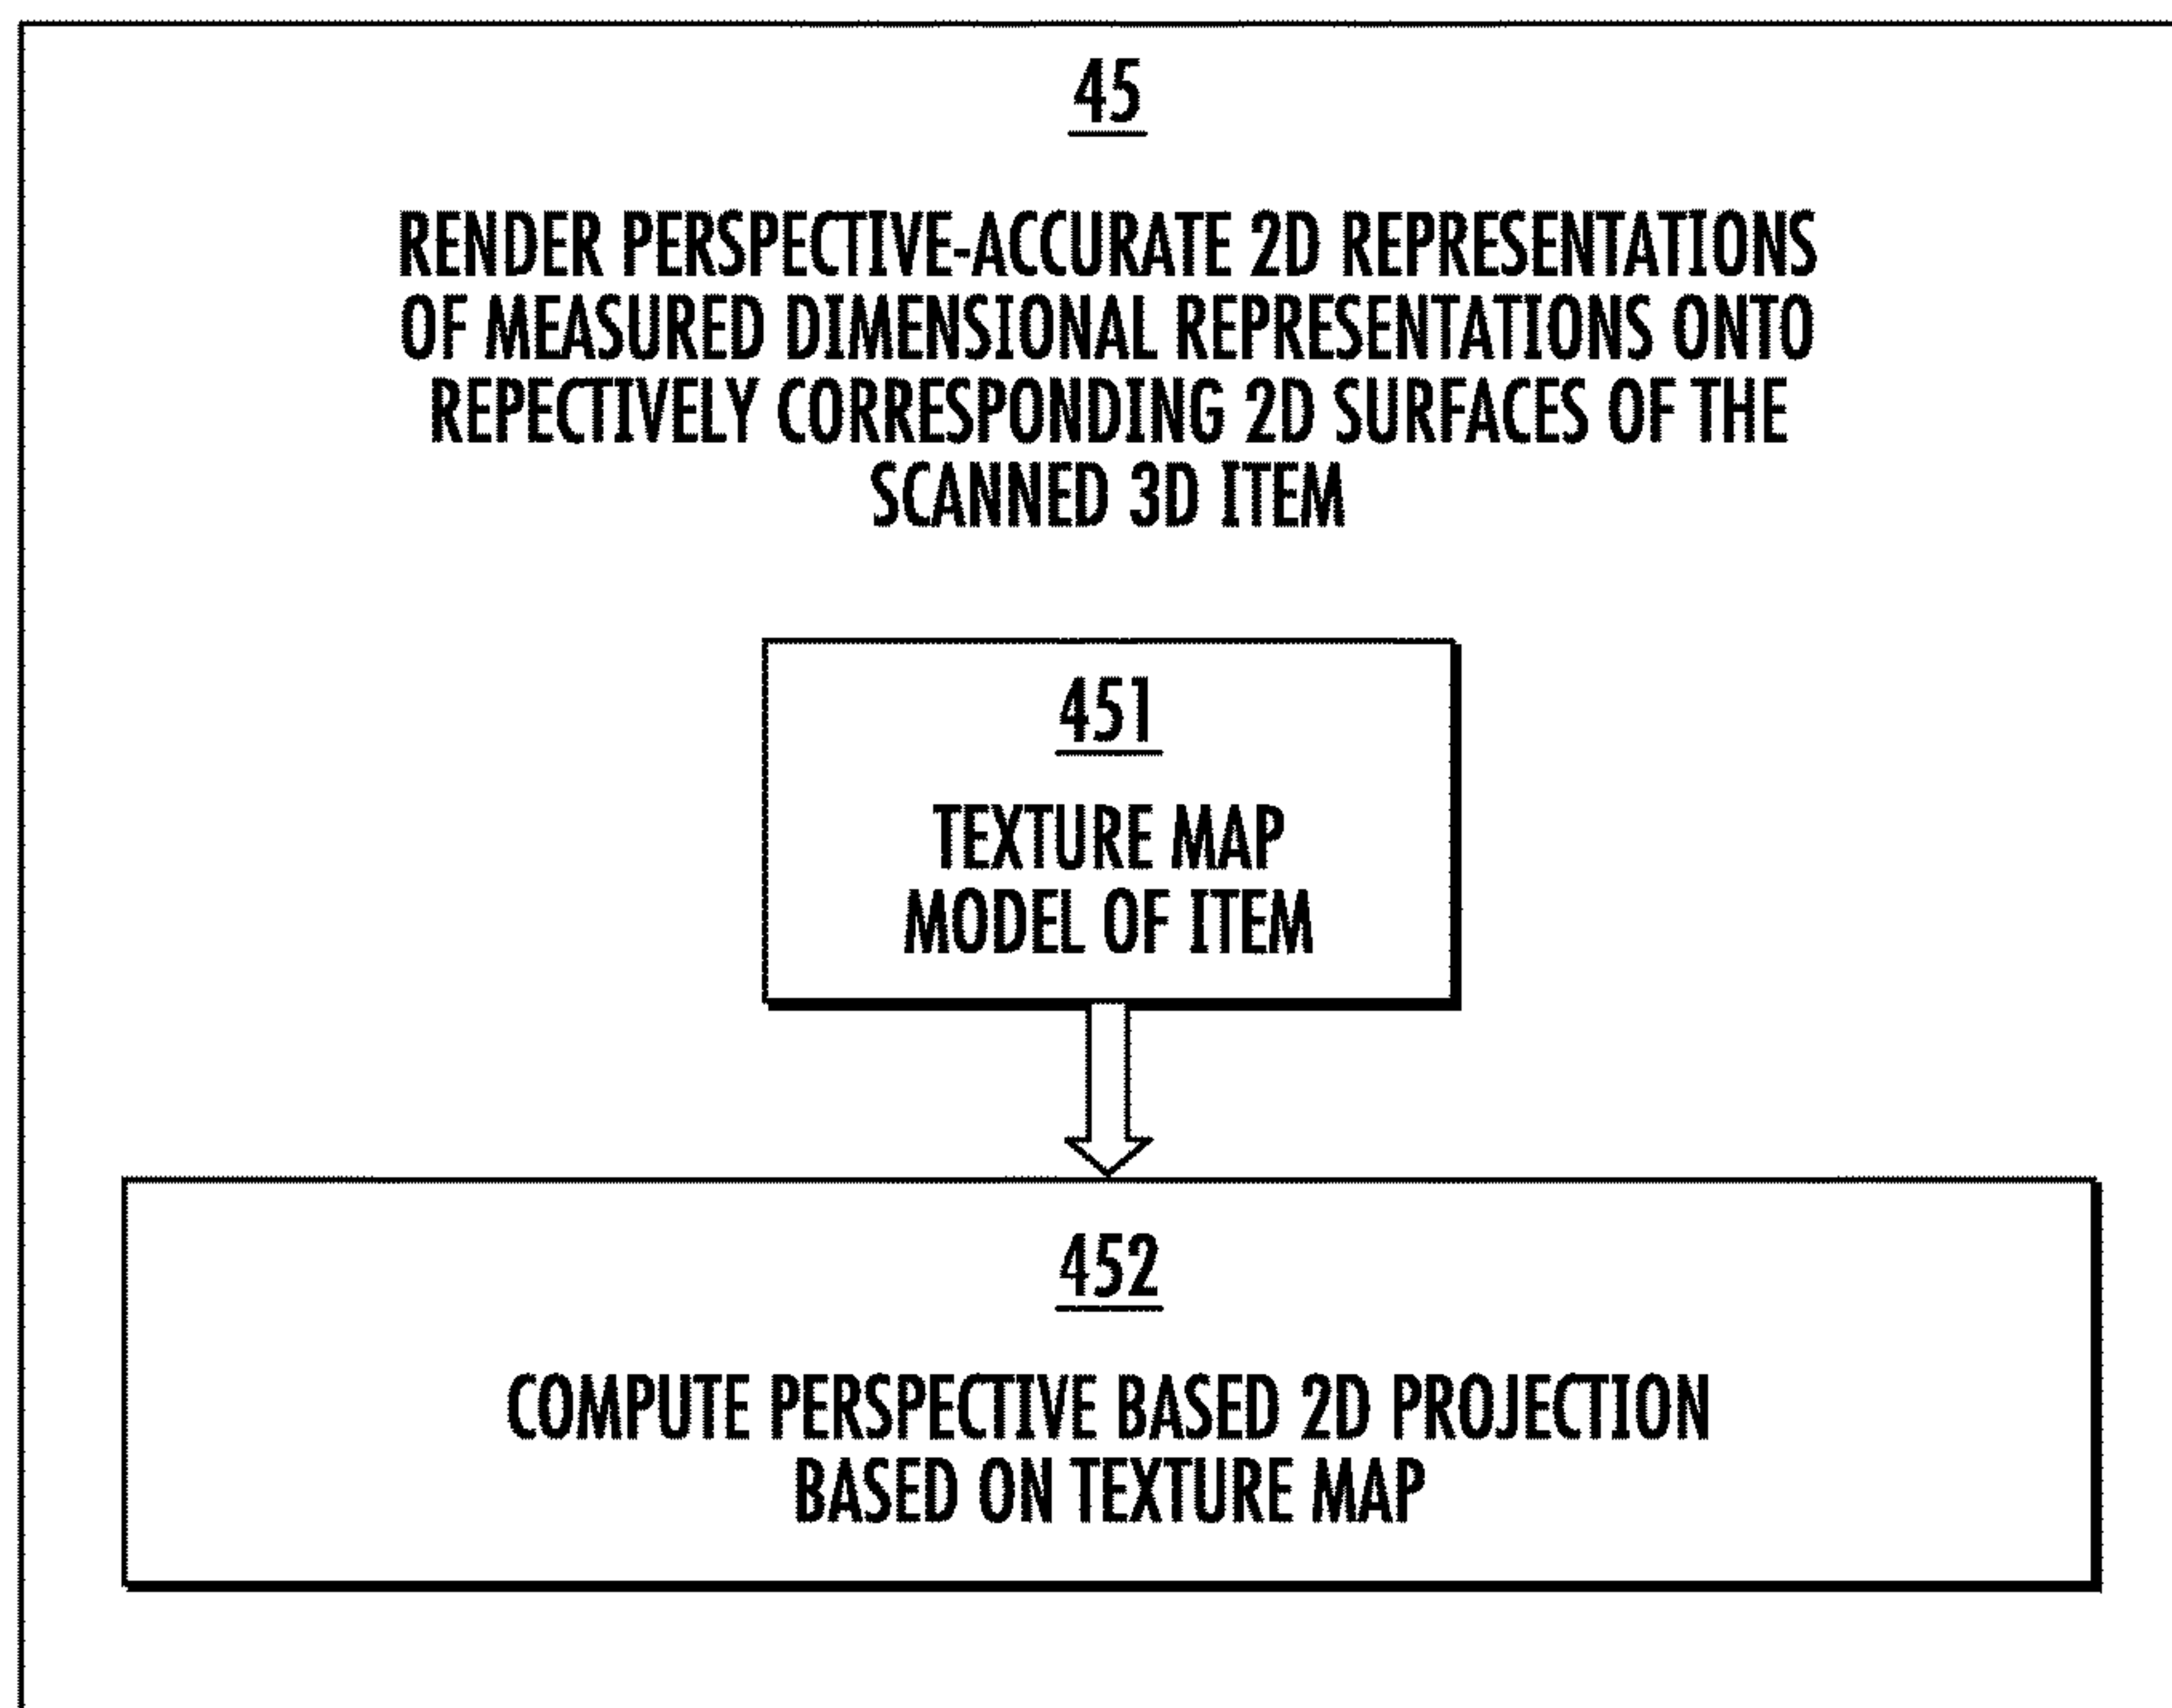 45
RENDER PERSPECTIVE-ACCURATE 2D REPRESENTATIONS
OF MEASURED DIMENSIONAL REPRESENTATIONS ONTO
REPECTIVELY CORRESPONDING 2D SURFACES OF THE
SCANNED 3D ITEM
451
TEXTURE MAP
MODEL OF ITEM
452
COMPUTE PERSPECTIVE BASED 2D PROJECTION
BASED ON TEXTURE MAP